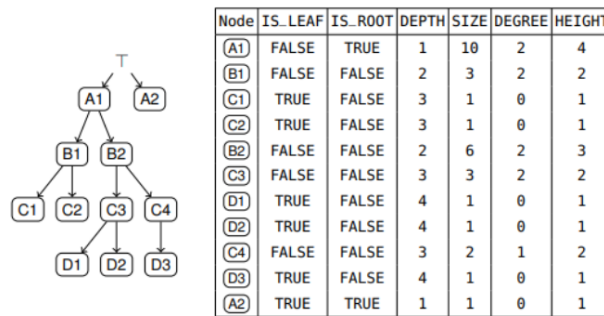 ⊤
A1 A2
B1 B2
C1 C2 C3 C4
D1 D2 D3
Node IS_LEAF IS_ROOT DEPTH SIZE DEGREE HEIGHT
A1 FALSE TRUE 1 10 2 4
B1 FALSE FALSE 2 3 2 2
C1 TRUE FALSE 3 1 0 1
C2 TRUE FALSE 3 1 0 1
B2 FALSE FALSE 2 6 2 3
C3 FALSE FALSE 3 3 2 2
D1 TRUE FALSE 4 1 0 1
D2 TRUE FALSE 4 1 0 1
C4 FALSE FALSE 3 2 1 2
D3 TRUE FALSE 4 1 0 1
A2 TRUE TRUE 1 1 0 1